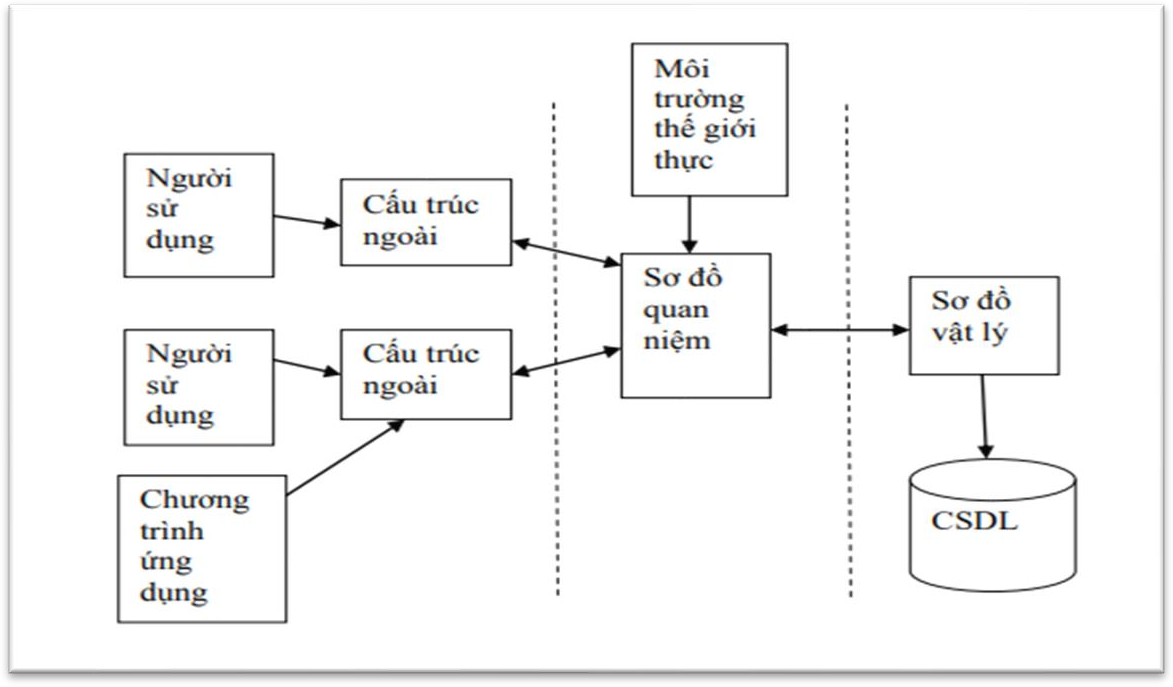 Người
sử
dụng
Cấu trúc
ngoài
Người
sử
dụng
Cấu trúc
ngoài
Chương
trình
ứng
dụng
Môi
trường
thế giới
thực
Sơ đồ
quan
niệm
Sơ đồ
vật lý
CSDL